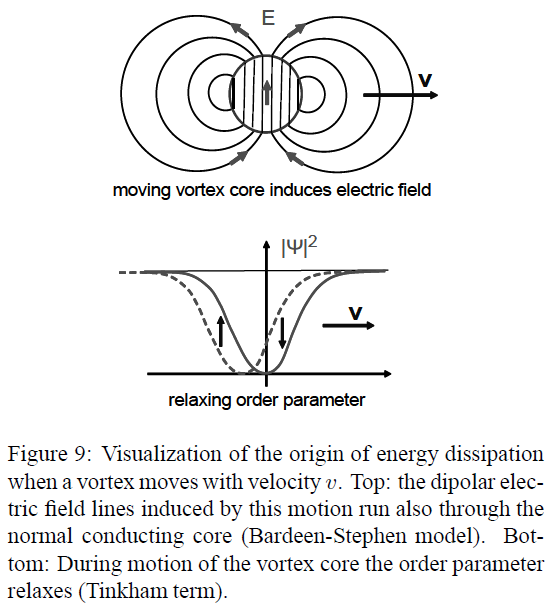 E
v
moving vortex core induces electric field
|Ψ|²
v
relaxing order parameter
Figure 9: Visualization of the origin of energy dissipation
when a vortex moves with velocity v. Top: the dipolar elec-
tric field lines induced by this motion run also through the
normal conducting core (Bardeen-Stephen model). Bot-
tom: During motion of the vortex core the order parameter
relaxes (Tinkham term).